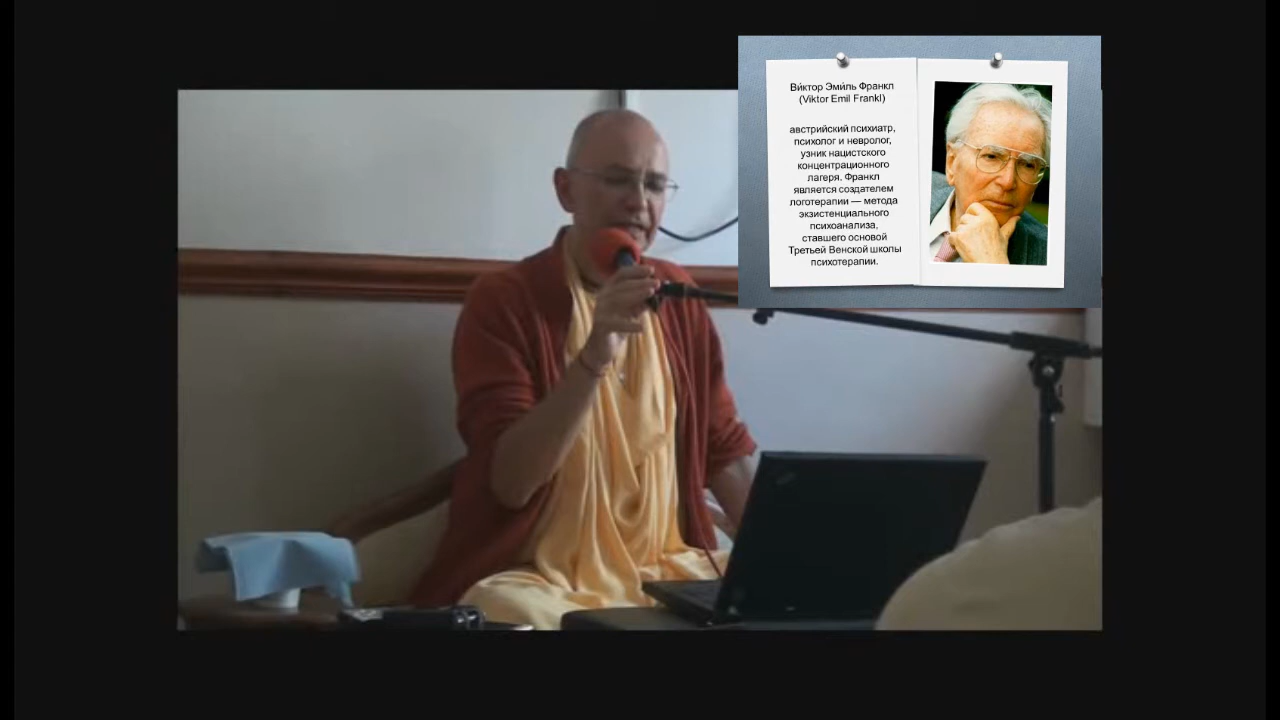 Ви́ктор Эми́ль Франкл
(Viktor Emil Frankl)
австрийский психиатр,
психолог и невролог,
узник нацистского
концентрационного
лагеря. Франкл
является создателем
логотерапии — метода
экзистенциального
психоанализа,
ставшего основой
Третьей Венской школы
психотерапии.